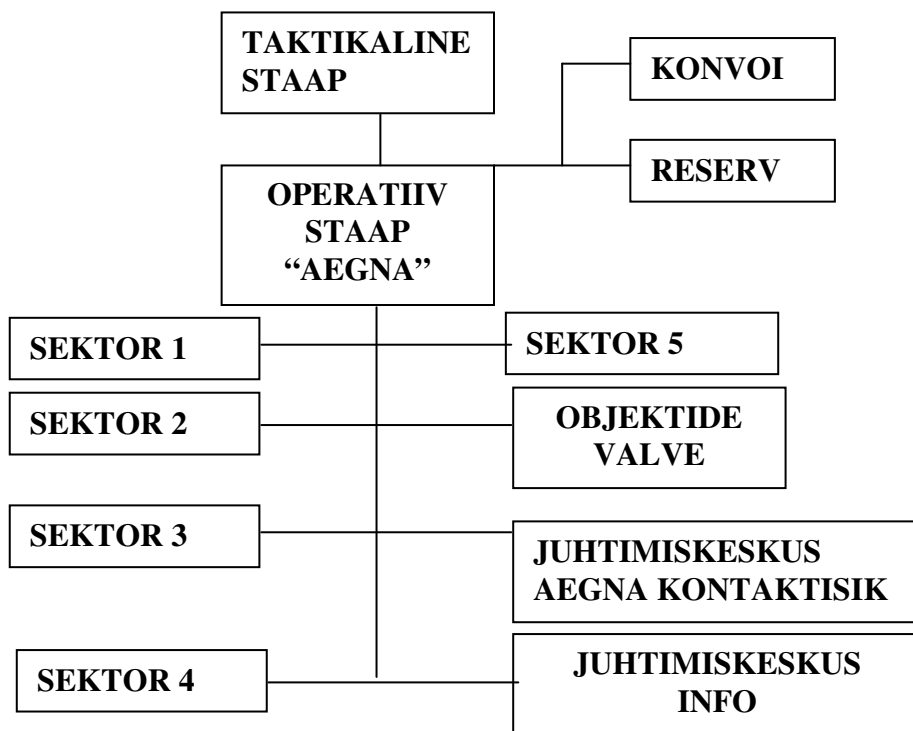 TAKTIKALINE
STAAP
KONVOI
RESERV
OPERATIIV
STAAP
“AEGNA”
SEKTOR 1
SEKTOR 5
SEKTOR 2
OBJEKTIDE
VALVE
SEKTOR 3
JUHTIMISKESKUS
AEGNA KONTAKTISIK
SEKTOR 4
JUHTIMISKESKUS
INFO